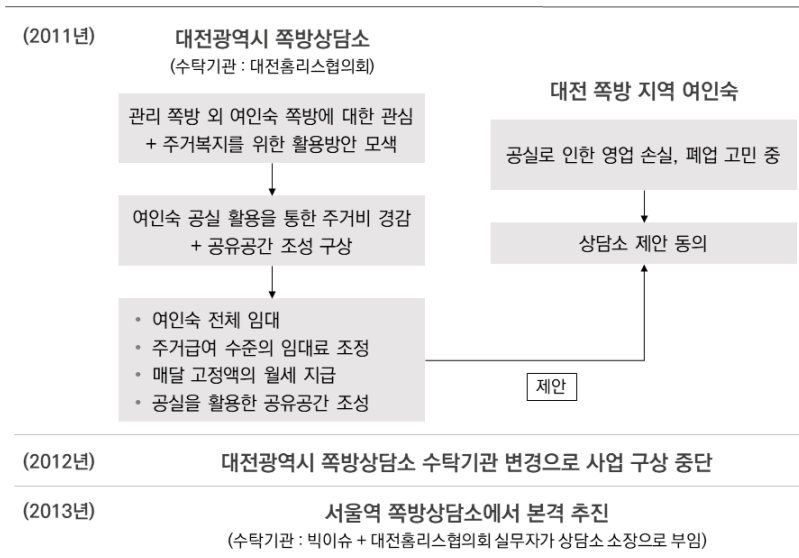 (2011년)
대전광역시 쪽방상담소
(수탁기관 : 대전홈리스협의회)
관리 쪽방 외 여인숙 쪽방에 대한 관심
+ 주거복지를 위한 활용방안 모색
여인숙 공실 활용을 통한 주거비 경감
+ 공유공간 조성 구상
• 여인숙 전체 임대
• 주거급여 수준의 임대료 조정
• 매달 고정액의 월세 지급
• 공실을 활용한 공유공간 조성
대전 쪽방 지역 여인숙
공실로 인한 영업 손실, 폐업 고민 중
상담소 제안 동의
제안
(2012년)
대전광역시 쪽방상담소 수탁기관 변경으로 사업 구상 중단
(2013년)
서울역 쪽방상담소에서 본격 추진
(수탁기관 : 빅이슈 + 대전홈리스협의회 실무자가 상담소 소장으로 부임)